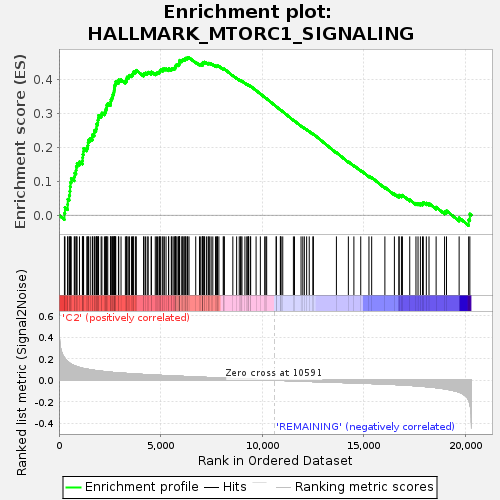 Enrichment plot:
HALLMARK_MTORC1_SIGNALING
Enrichment score (ES)
0.4
0.3
0.2
0.1
0.0
'C2' (positively correlated)
Ranked list metric (Signal2Noise)
0.6
0.4
0.2
0.0
-0.2
-0.4
Zero cross at 10591
'REMAINING' (negatively correlated)
0
5,000
10,000
15,000
20,000
Rank in Ordered Dataset
Enrichment profile
Hits
Ranking metric scores